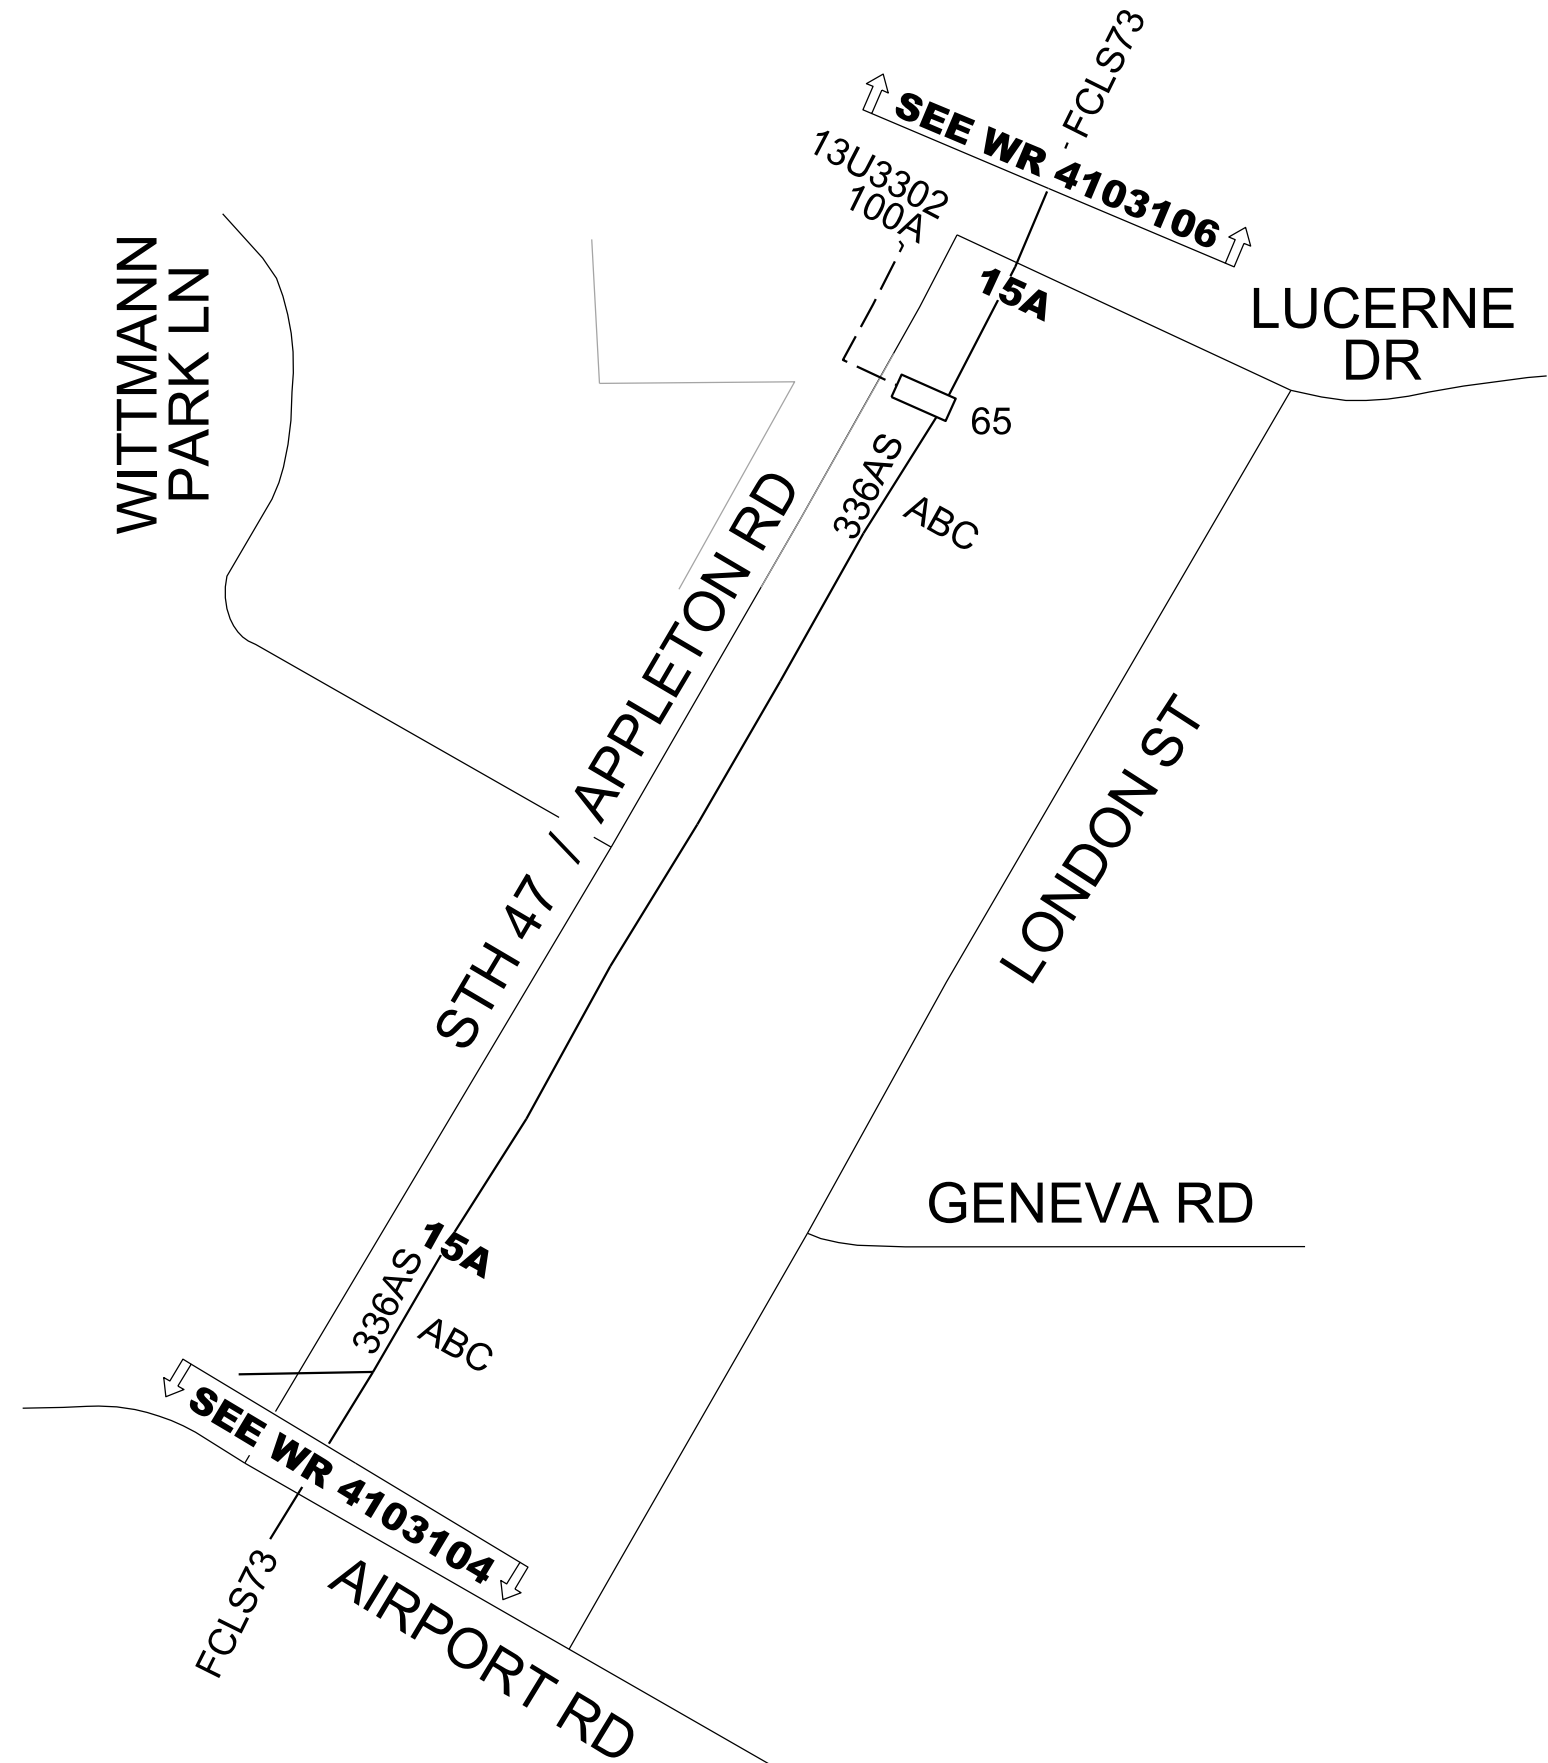 FCLS73
SEE WR 4103106
13U3302
100A
15A
LUCERNE
DR
WITTMANN
PARK LN
65
336AS
ABC
STH 47 / APPLETON RD
LONDON ST
GENEVA RD
15A
336AS
ABC
SEE WR 4103104
FCLS73
AIRPORT RD